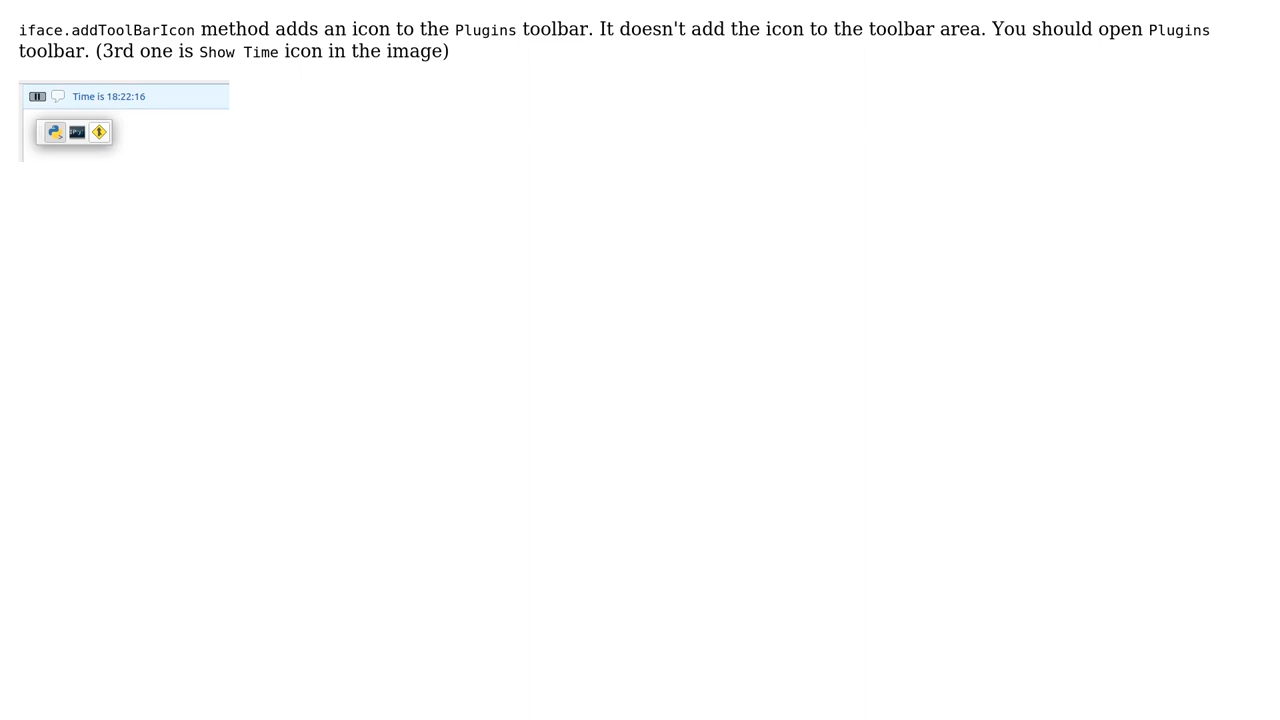 iface.addToolBarIcon method adds an icon to the Plugins toolbar. It doesn't add the icon to the toolbar area. You should open Plugins
toolbar. (3rd one is Show Time icon in the image)
Time is 18:22:16